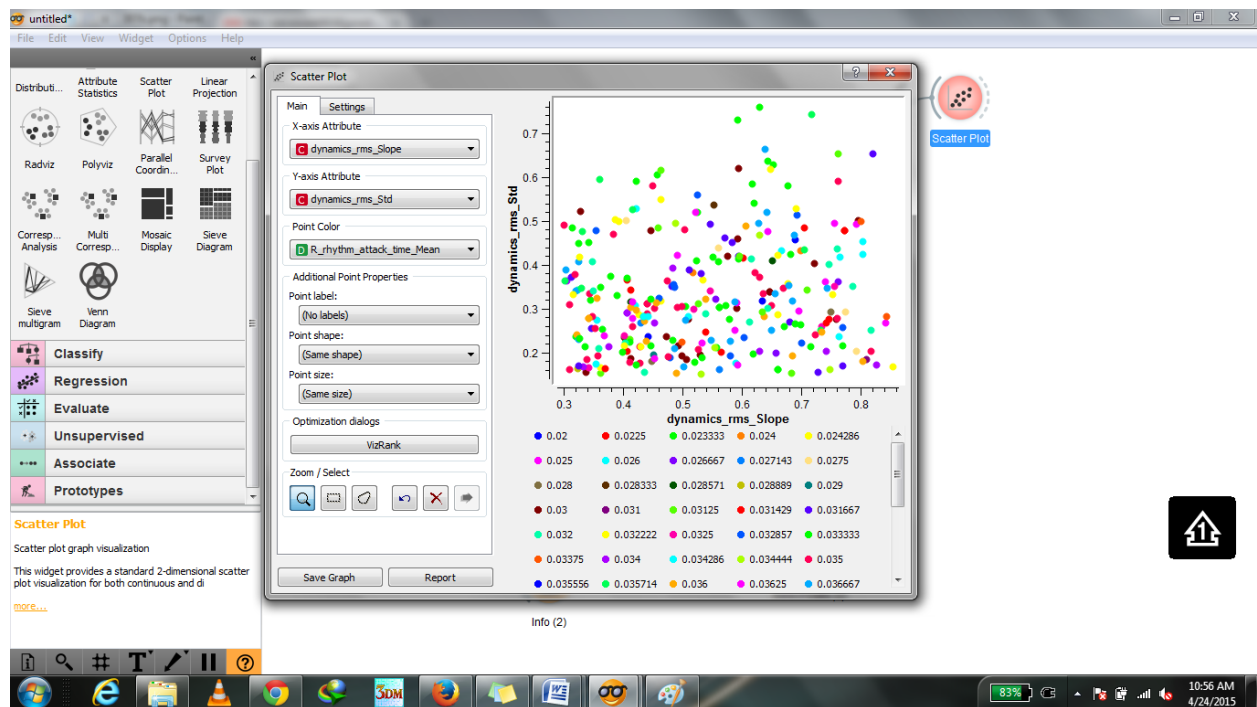 untitled*
File Edit View Widget Options Help
Distributi...
Attribute
Statistics
Scatter
Plot
Linear
Projection
Radviz
Polyviz
Parallel
Coordin...
Survey
Plot
Corresp...
Analysis
Multi
Corresp...
Mosaic
Display
Sieve
Diagram
Sieve
multigram
Venn
Diagram
Classify
Regression
Evaluate
Unsupervised
Associate
Prototypes
Scatter Plot
Scatter plot graph visualization
This widget provides a standard 2-dimensional scatter
plot visualization for both continuous and di
more...
Scatter Plot
Main Settings
X-axis Attribute
C dynamics_rms_Slope
Y-axis Attribute
C dynamics_rms_Std
Point Color
D R_rhythm_attack_time_Mean
Additional Point Properties
Point label:
(No labels)
Point shape:
(Same shape)
Point size:
(Same size)
Optimization dialogs
VizRank
Zoom / Select
Save Graph Report
dynamics_rms_Std
0.7
0.6
0.5
0.4
0.3
0.2
0.3 0.4 0.5 0.6 0.7 0.8
dynamics_rms_Slope
0.02 0.0225 0.023333 0.024 0.024286
0.025 0.026 0.026667 0.027143 0.0275
0.028 0.028333 0.028571 0.028889 0.029
0.03 0.031 0.03125 0.031429 0.031667
0.032 0.032222 0.0325 0.032857 0.033333
0.03375 0.034 0.034286 0.034444 0.035
0.035556 0.035714 0.036 0.03625 0.036667
Scatter Plot
Info (2)
1
T
3DM
W
83%
10:56 AM
4/24/2015